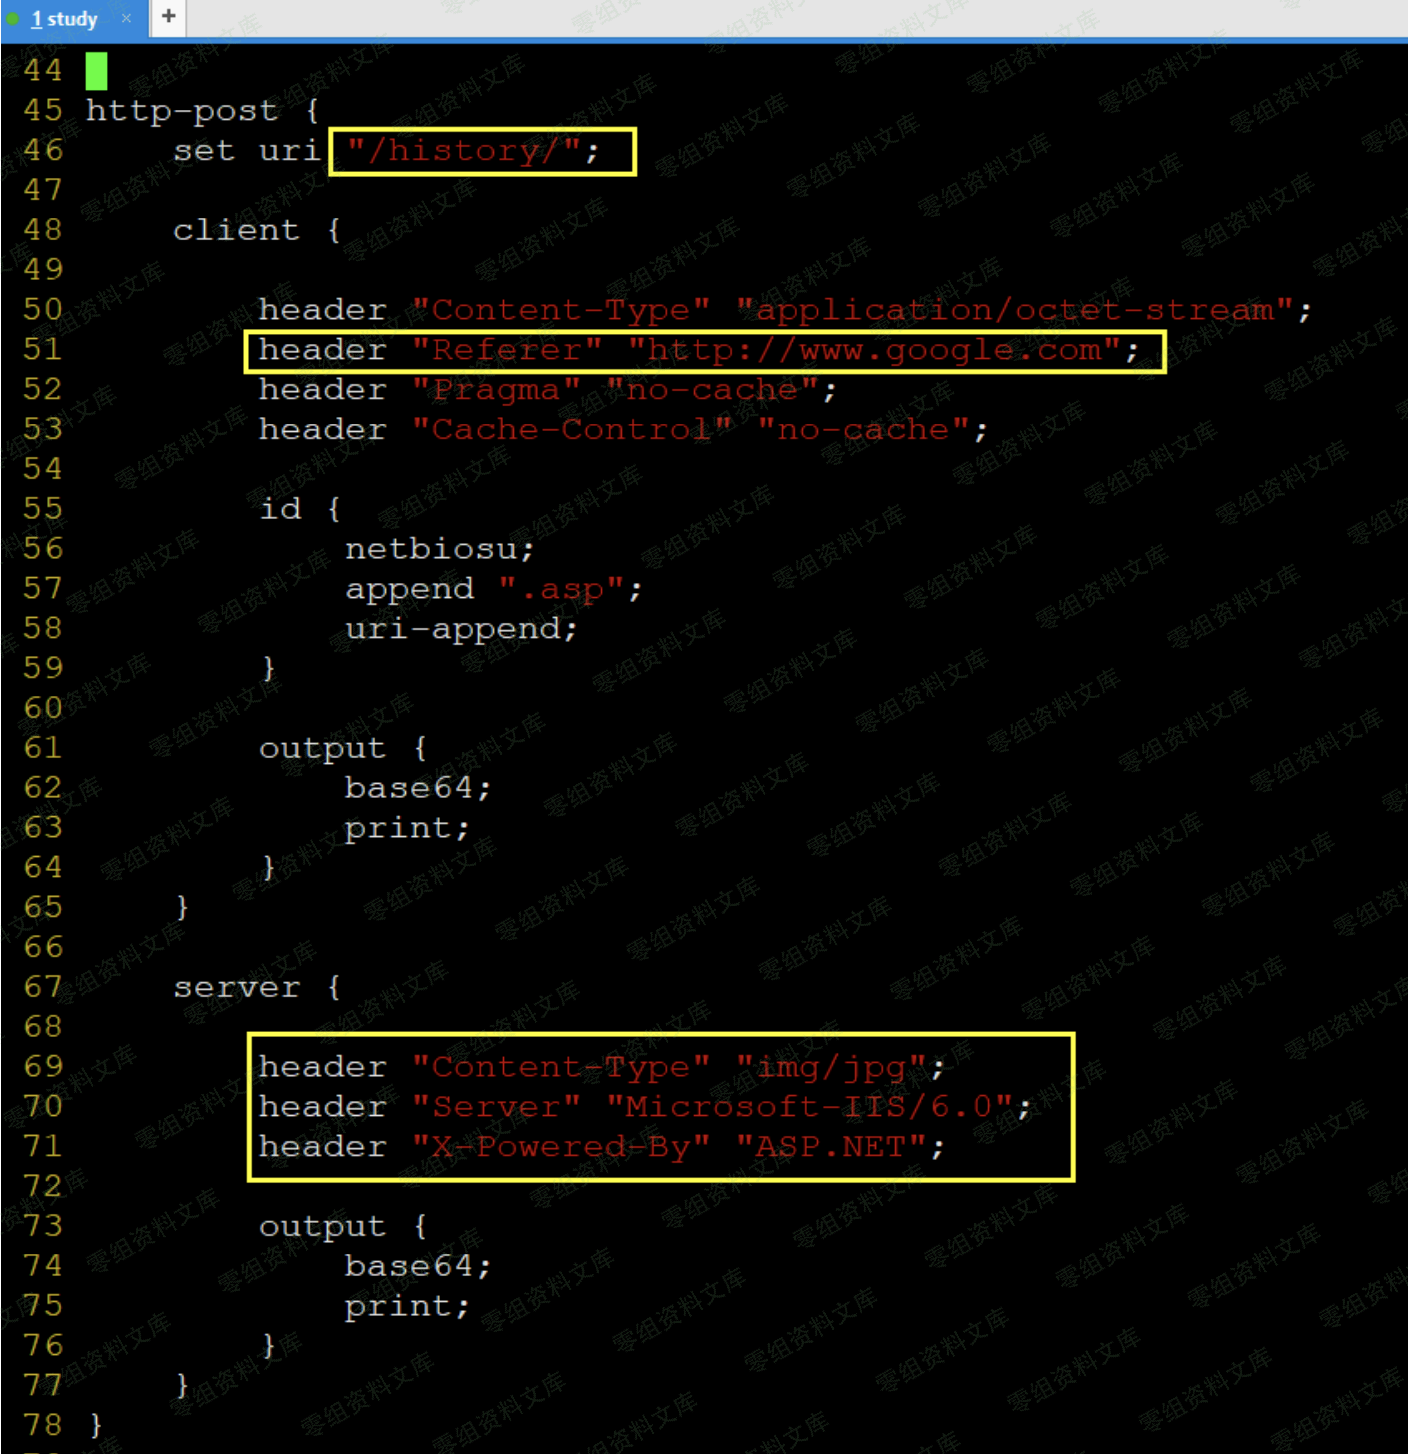 1 study × +
44
45 http-post {
46 set uri "/history/";
47
48 client {
49
50 header "Content-Type" "application/octet-stream";
51 header "Referer" "http://www.google.com";
52 header "Pragma" "no-cache";
53 header "Cache-Control" "no-cache";
54
55 id {
56 netbiosu;
57 append ".asp";
58 uri-append;
59 }
60
61 output {
62 base64;
63 print;
64 }
65 }
66
67 server {
68
69 header "Content-Type" "img/jpg";
70 header "Server" "Microsoft-IIS/6.0";
71 header "X-Powered-By" "ASP.NET";
72
73 output {
74 base64;
75 print;
76 }
77 }
78 }
零组资料文库